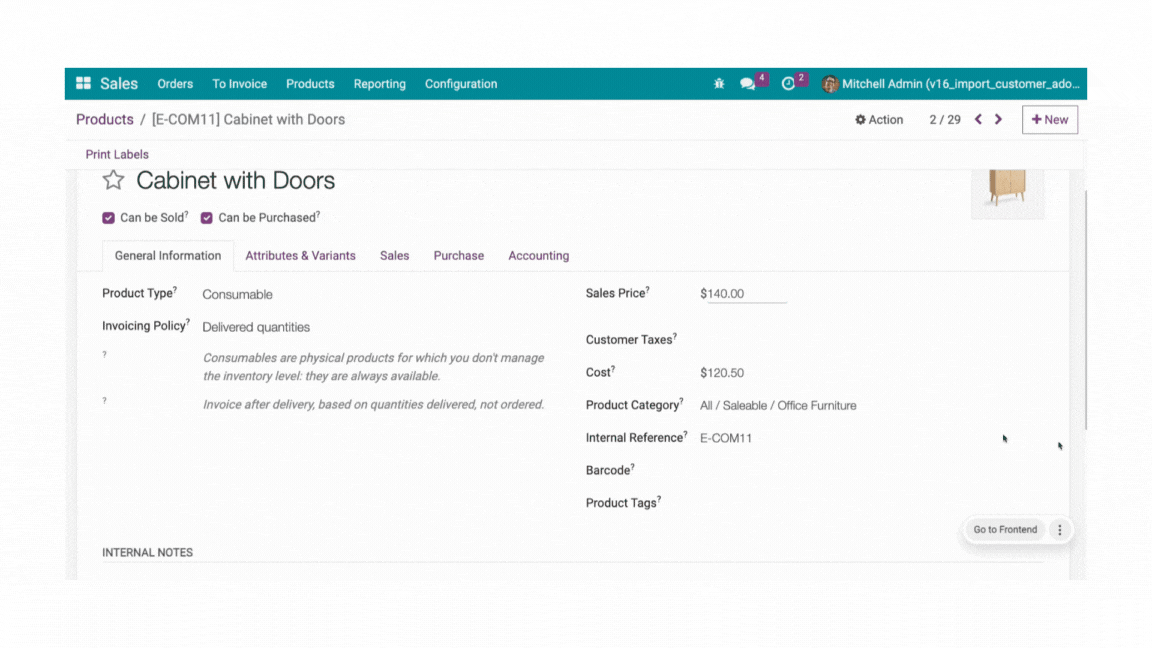 Sales Orders To Invoice Products Reporting Configuration 4 2 Mitchell Admin (v16_import_customer_ado...
Products / [E-COM11] Cabinet with Doors Action 2 / 29 + New
Print Labels
Cabinet with Doors
Can be Sold? Can be Purchased?
General Information Attributes & Variants Sales Purchase Accounting
Product Type? Consumable Sales Price? $140.00
Invoicing Policy? Delivered quantities
Customer Taxes?
? Consumables are physical products for which you don't manage
the inventory level: they are always available.
Cost? $120.50
? Invoice after delivery, based on quantities delivered, not ordered.
Product Category? All / Saleable / Office Furniture
Internal Reference? E-COM11
Barcode?
Product Tags?
Go to Frontend
INTERNAL NOTES